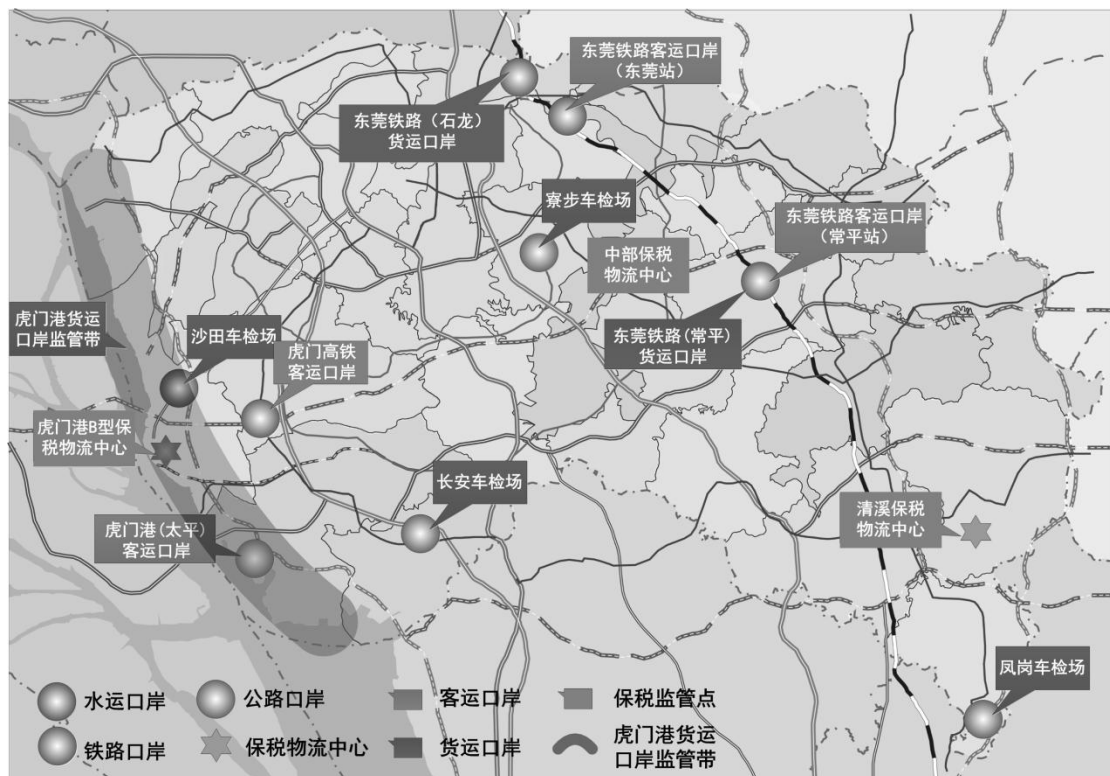 东莞铁路客运口岸
（东莞站）
东莞铁路（石龙）
货运口岸
寮步车检场
东莞铁路客运口岸
（常平站）
中部保税
物流中心
虎门港货运
口岸监管带
沙田车检场
虎门高铁
客运口岸
东莞铁路(常平)
货运口岸
虎门港B型保
税物流中心
长安车检场
清溪保税
物流中心
虎门港(太平)
客运口岸
凤岗车检场
水运口岸
公路口岸
客运口岸
保税监管点
铁路口岸
保税物流中心
货运口岸
虎门港货运
口岸监管带